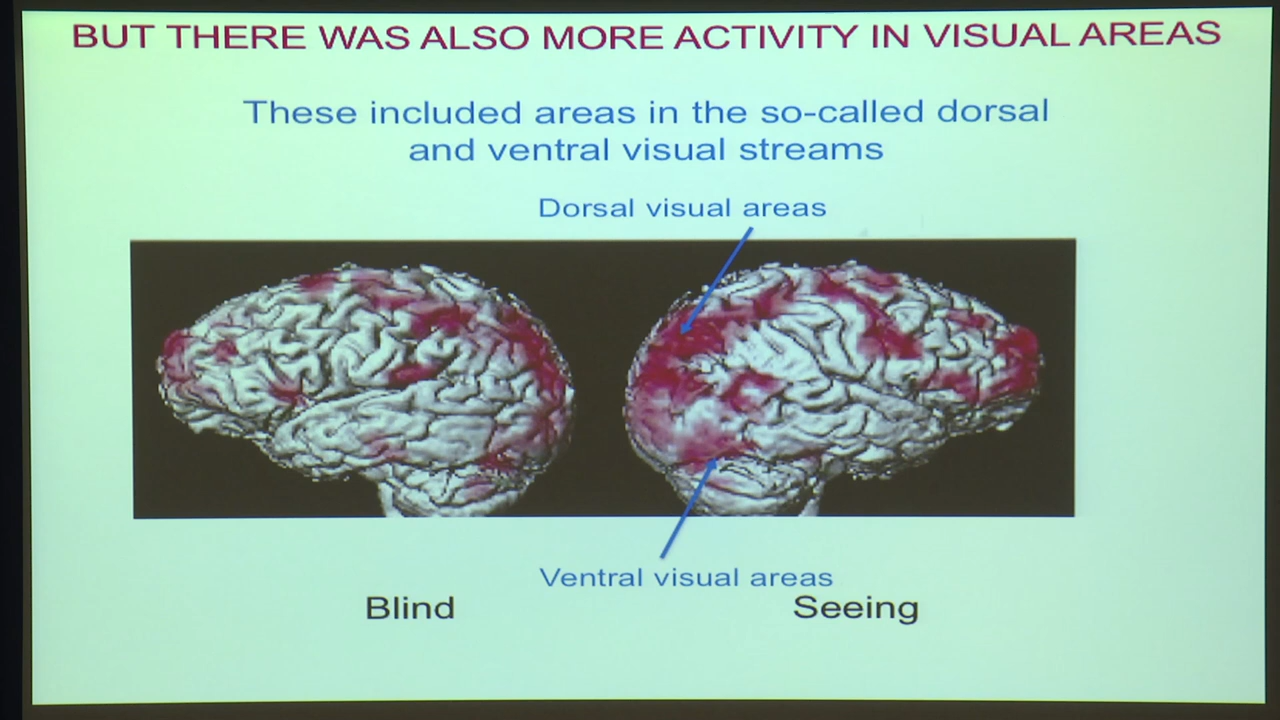 BUT THERE WAS ALSO MORE ACTIVITY IN VISUAL AREAS
These included areas in the so-called dorsal
and ventral visual streams
Dorsal visual areas
Ventral visual areas
Blind
Seeing